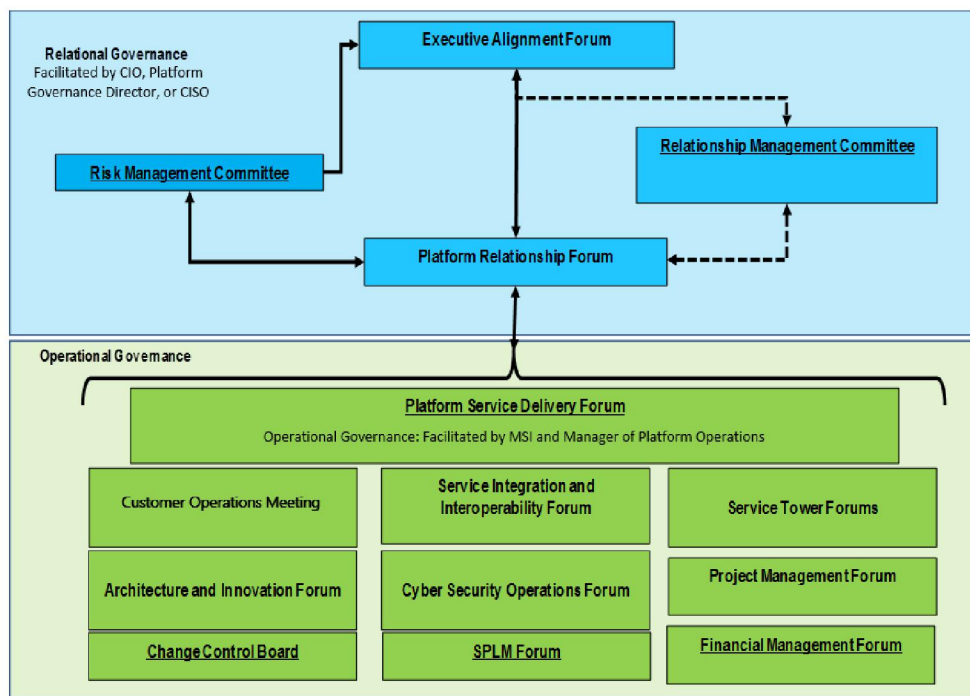 Relational Governance
Facilitated by CIO, Platform
Governance Director, or CISO
Executive Alignment Forum
Relationship Management Committee
Risk Management Committee
Platform Relationship Forum
Operational Governance
Platform Service Delivery Forum
Operational Governance: Facilitated by MSI and Manager of Platform Operations
Customer Operations Meeting
Service Integration and
Interoperability Forum
Service Tower Forums
Architecture and Innovation Forum
Cyber Security Operations Forum
Project Management Forum
Change Control Board
SPLM Forum
Financial Management Forum